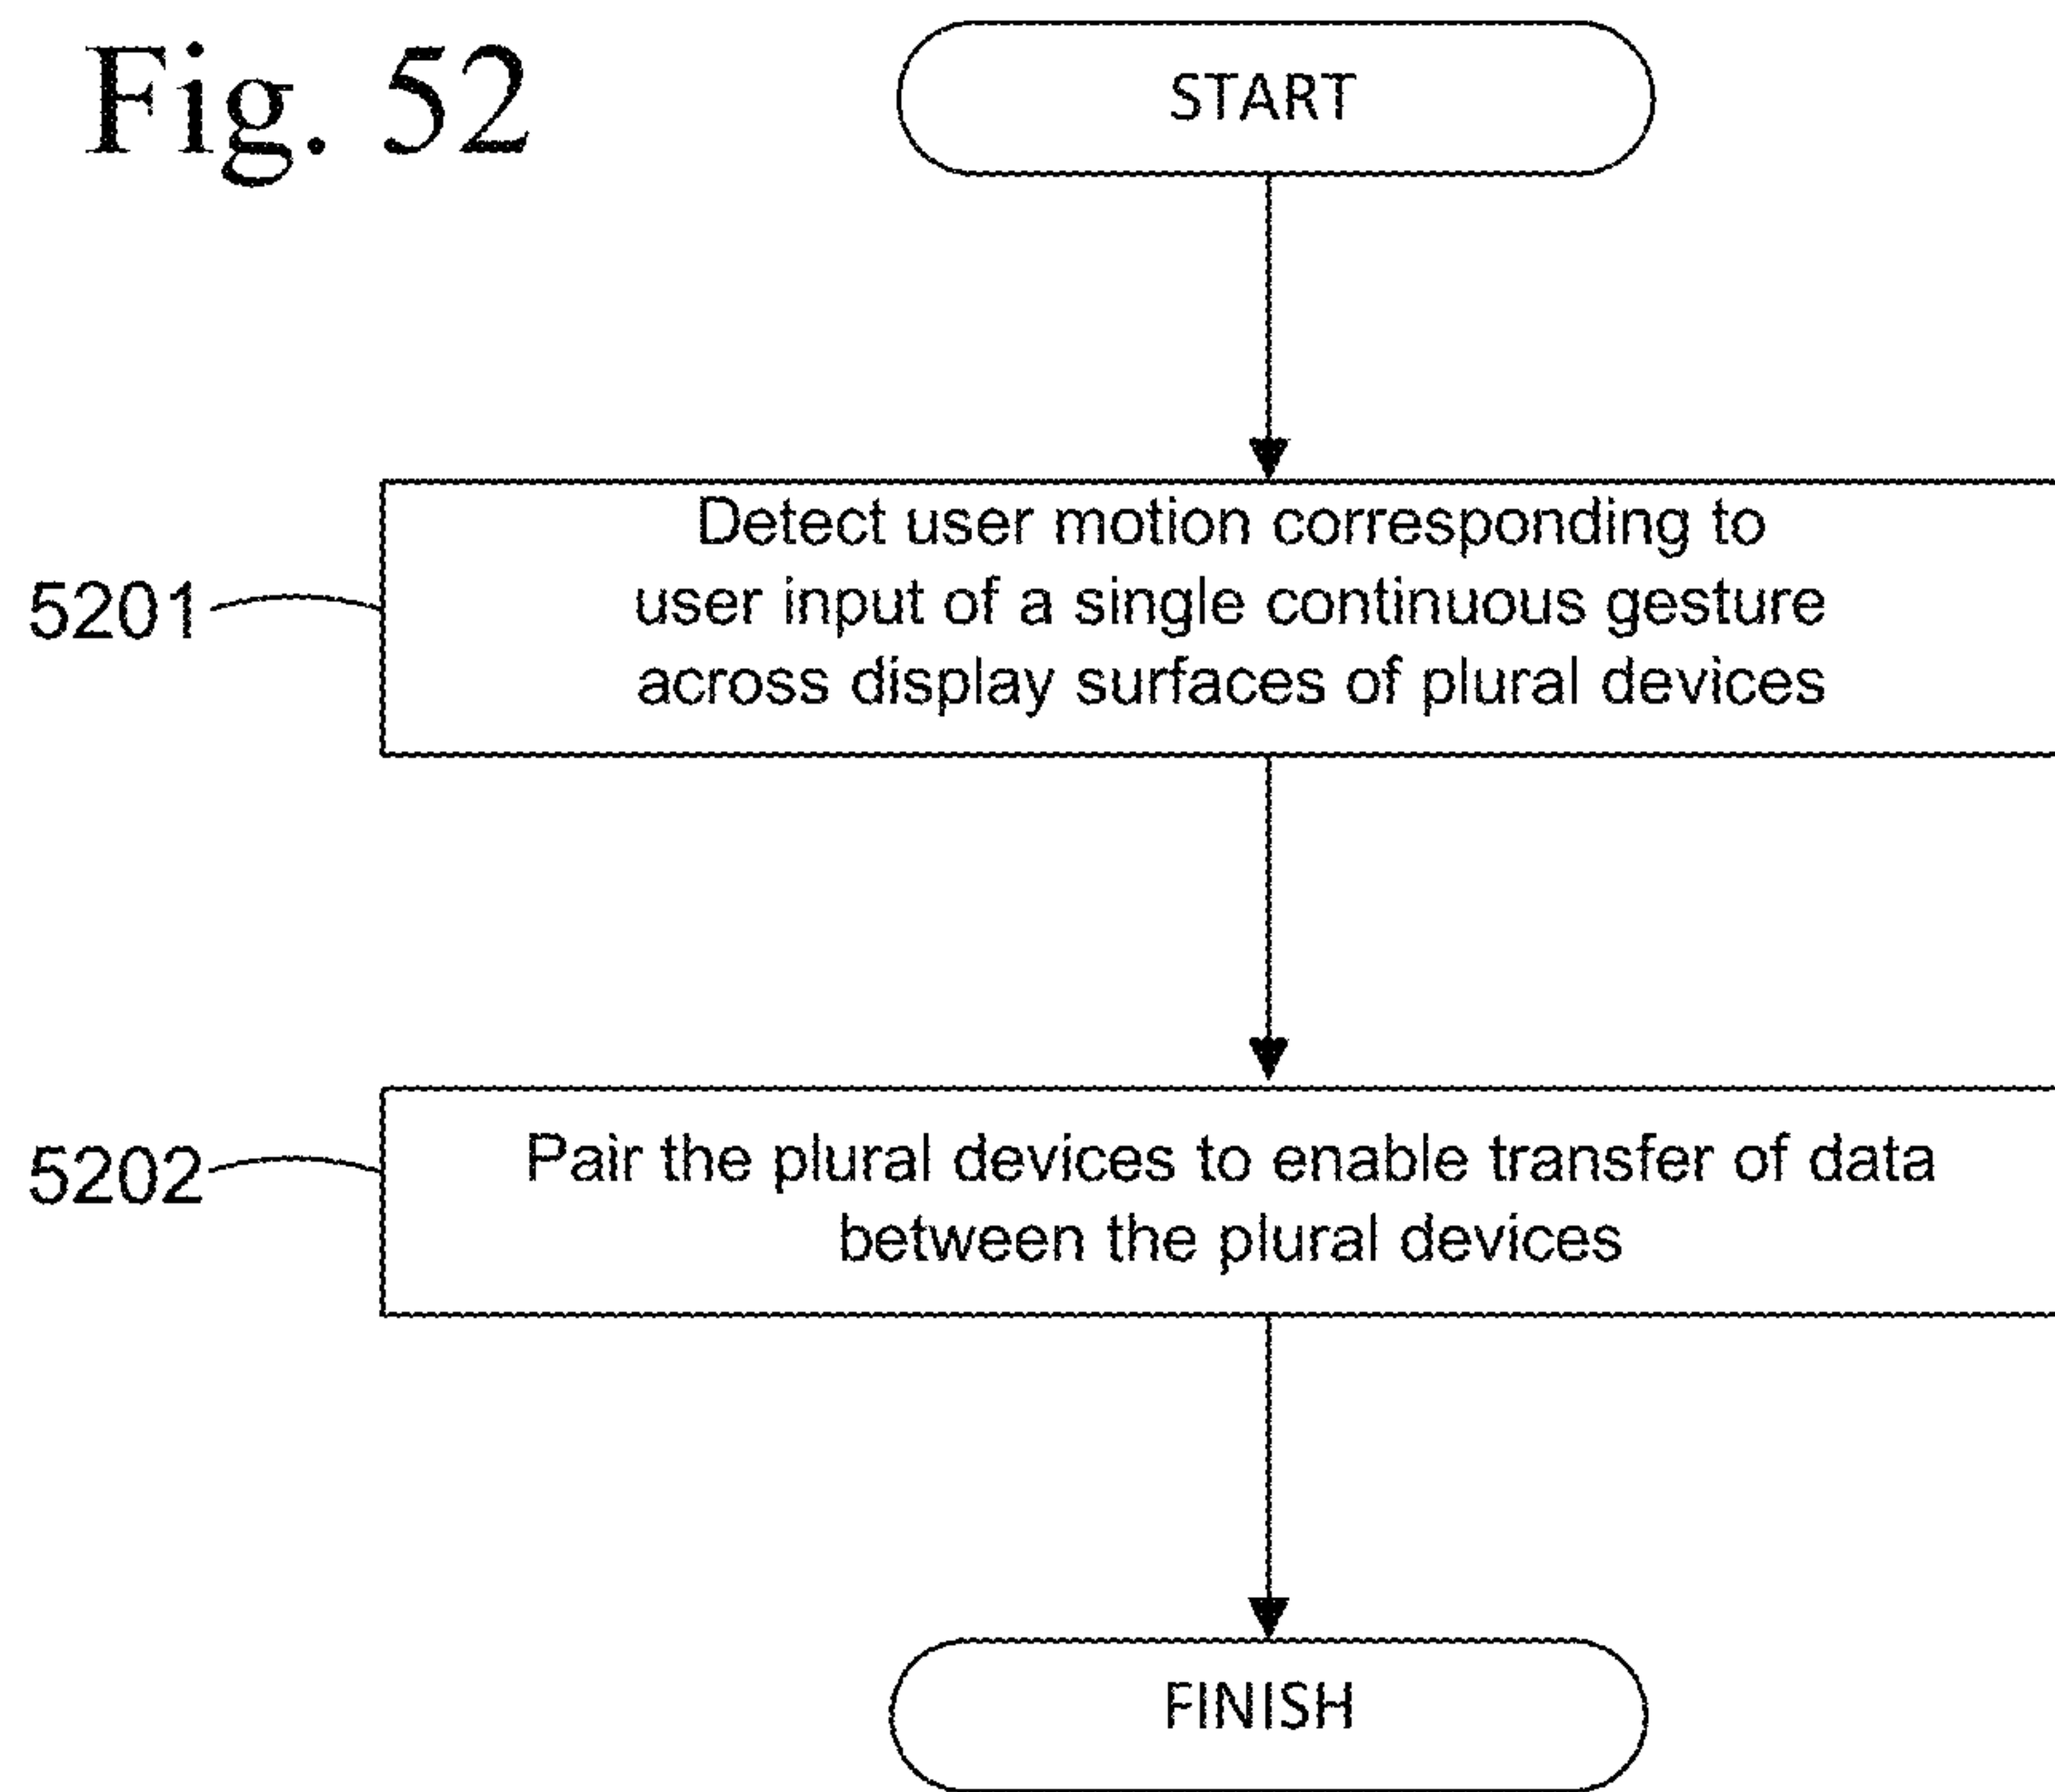 Fig. 52
START
Detect user motion corresponding to
5201
user input of a single continuous gesture
across display surfaces of plural devices
5202
Pair the plural devices to enable transfer of data
between the plural devices
FINISH